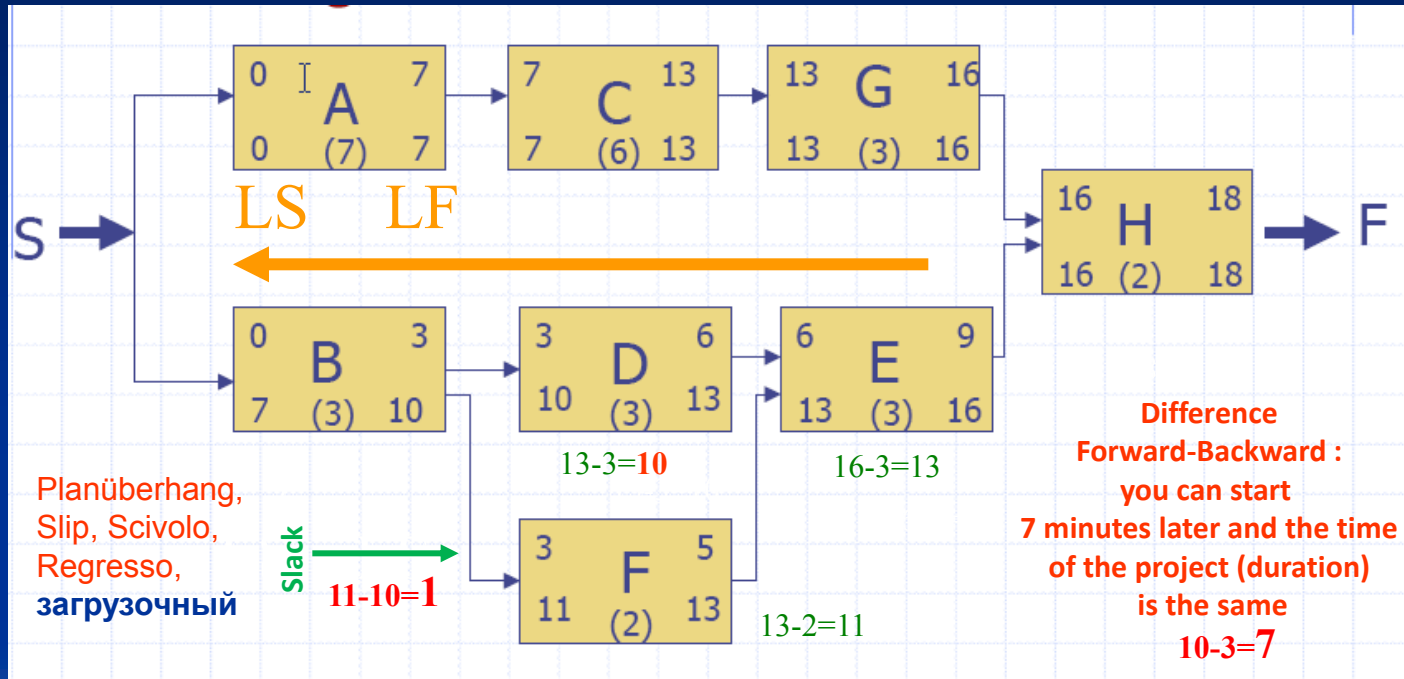 0 7
A
0 (7) 7
7 13
C
7 (6) 13
13 16
G
13 (3) 16
LS LF
S
16 18
H
16 (2) 18
F
0 3
B
7 (3) 10
3 6
D
10 (3) 13
6 9
E
13 (3) 16
13-3=10
16-3=13
Difference
Forward-Backward :
you can start
7 minutes later and the time
of the project (duration)
is the same
10-3=7
Planüberhang,
Slip, Scivolo,
Regresso,
загрузочный
Slack
11-10=1
3 5
F
11 (2) 13
13-2=11